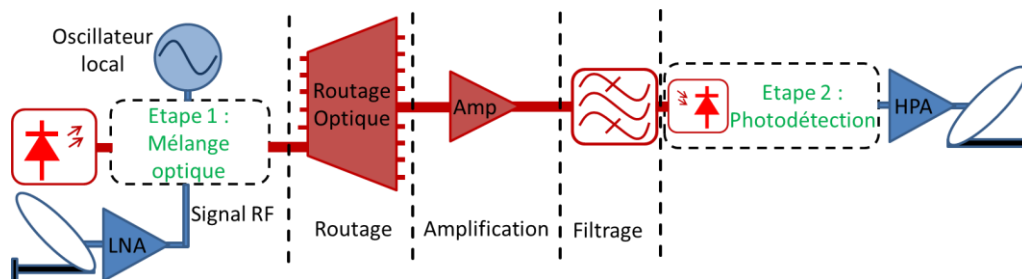 Oscillateur
local
Etape 1 :
Mélange
optique
Signal RF
LNA
Routage
Optique
Amp
Etape 2 :
Photodétection
HPA
Routage
Amplification
Filtrage